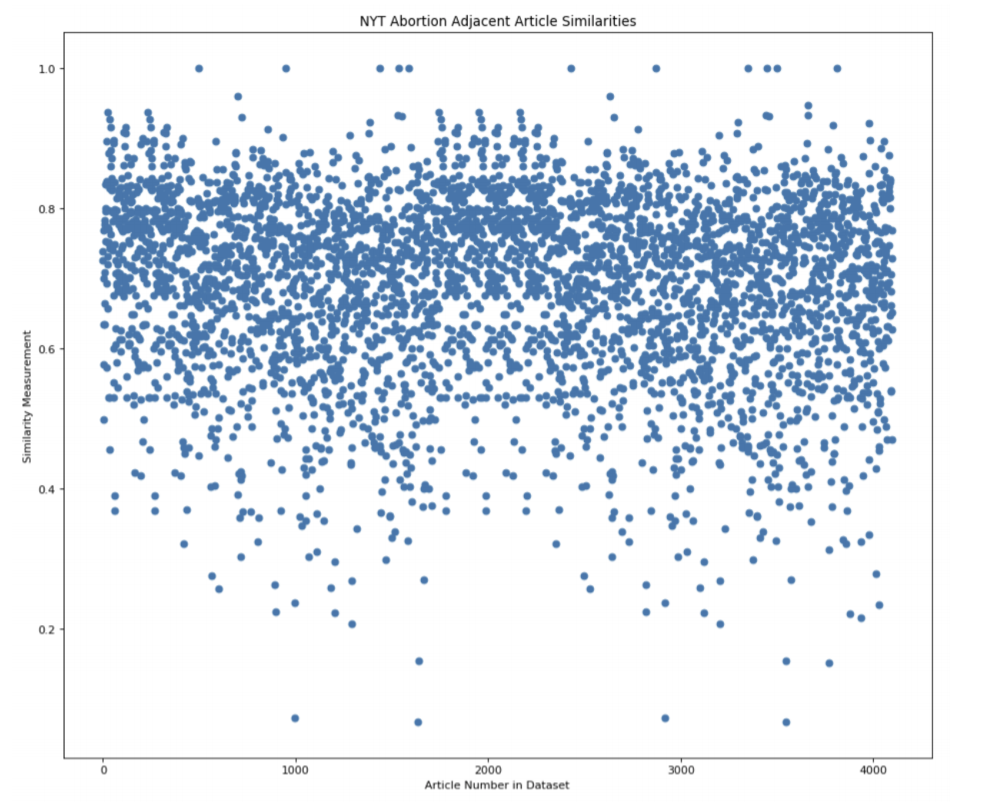 NYT Abortion Adjacent Article Similarities
1.0
0.8
0.6
0.4
0.2
Similarity Measurement
0 1000 2000 3000 4000
Article Number in Dataset